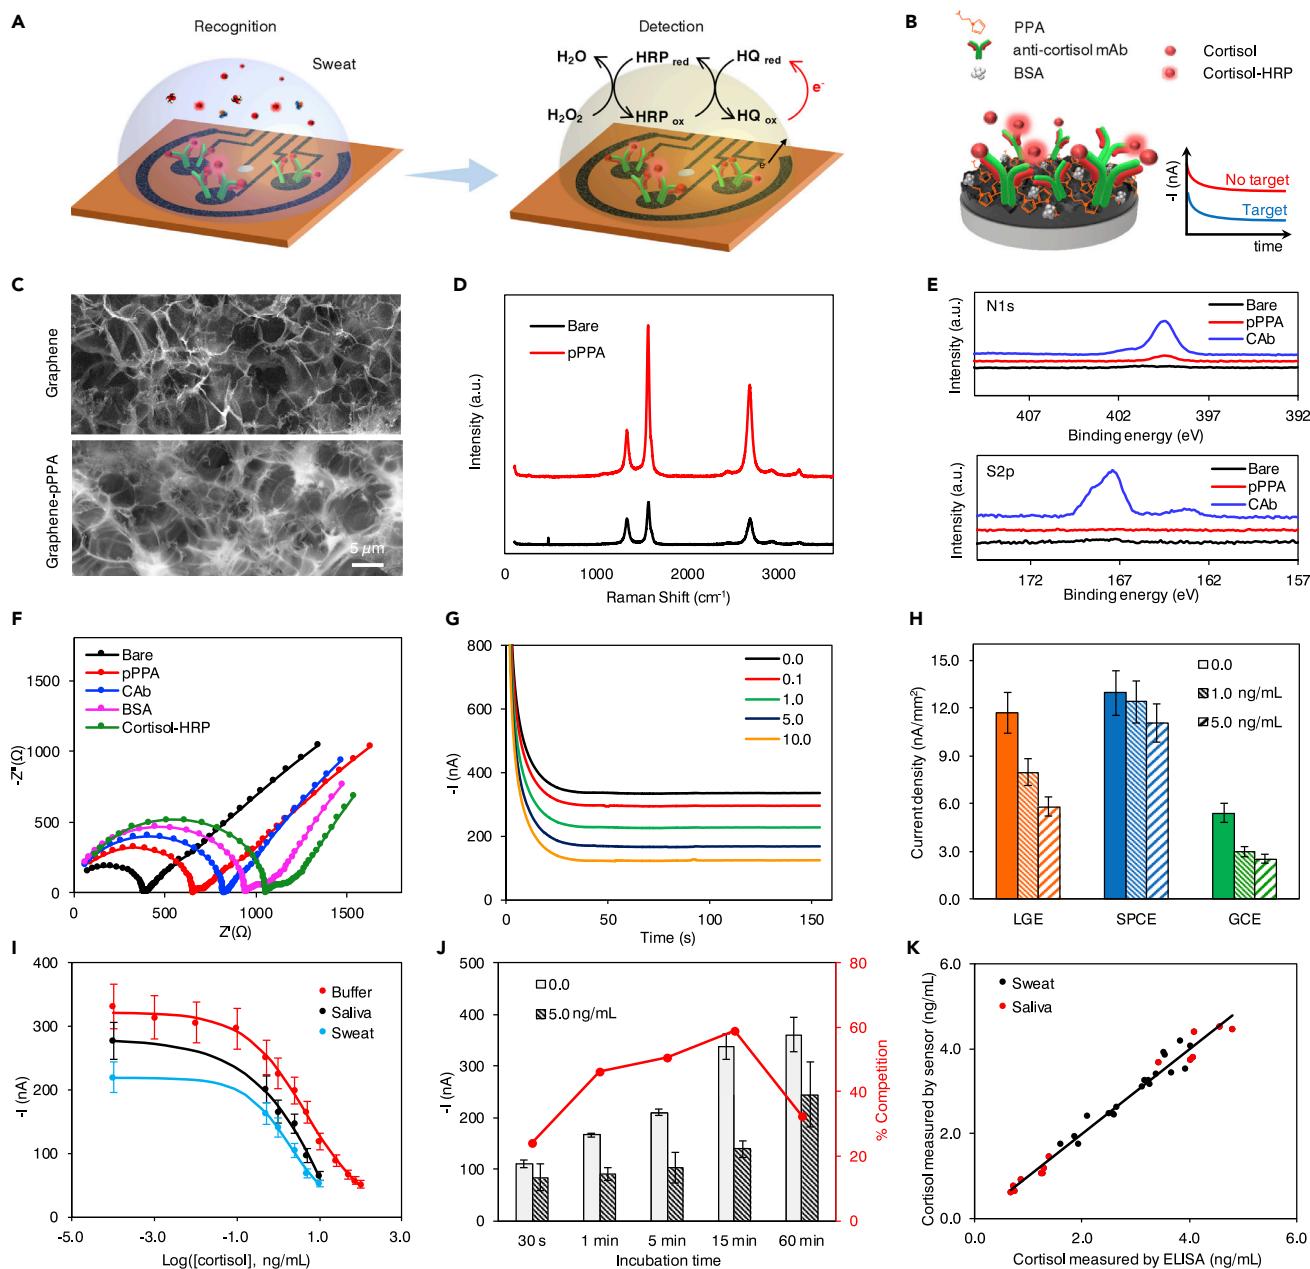 A
Recognition
Sweat
Detection
H2O
HRP red
HQ red
e-
H2O2
HRP ox
HQ ox
e-
B
PPA
anti-cortisol mAb
BSA
Cortisol
Cortisol-HRP
-I (nA)
No target
Target
time
C
Graphene
Graphene-pPPA
5 µm
D
Bare
pPPA
Intensity (a.u.)
0 1000 2000 3000
Raman Shift (cm-1)
E
N1s
Bare
pPPA
CAb
Intensity (a.u.)
407 402 397 392
Binding energy (eV)
S2p
Bare
pPPA
CAb
Intensity (a.u.)
172 167 162 157
Binding energy (eV)
F
Bare
pPPA
CAb
BSA
Cortisol-HRP
-Z"(Ω)
1500
1000
500
0
0 500 1000 1500
Z'(Ω)
G
800
600
400
200
0
-I (nA)
0.0
0.1
1.0
5.0
10.0
0 50 100 150
Time (s)
H
15.0
12.0
9.0
6.0
3.0
0.0
Current density (nA/mm2)
0.0
1.0 ng/mL
5.0 ng/mL
LGE SPCE GCE
I
400
300
200
100
0
-I (nA)
Buffer
Saliva
Sweat
-5.0 -3.0 -1.0 1.0 3.0
Log([cortisol], ng/mL)
J
500
400
300
200
100
0
-I (nA)
0.0
5.0 ng/mL
80
60
40
20
0
% Competition
30 s 1 min 5 min 15 min 60 min
Incubation time
K
6.0
4.0
2.0
0.0
Cortisol measured by sensor (ng/mL)
Sweat
Saliva
0.0 2.0 4.0 6.0
Cortisol measured by ELISA (ng/mL)